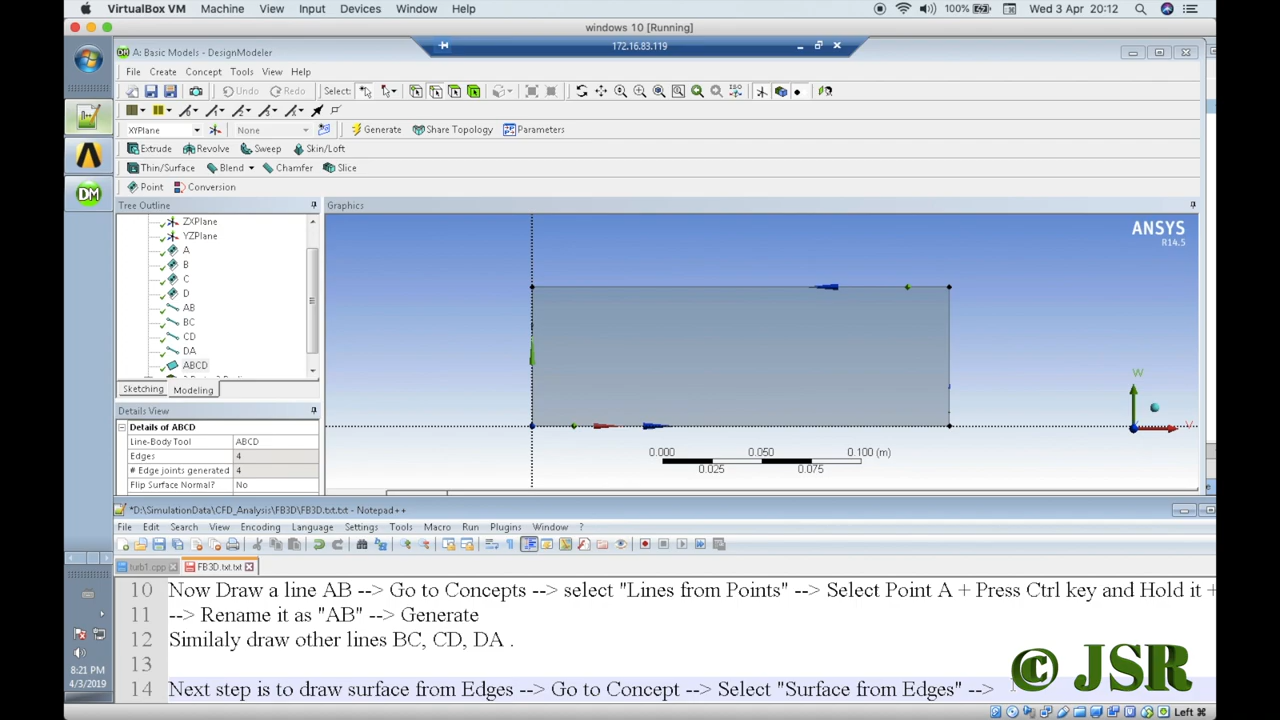 VirtualBox VM Machine View Input Devices Window Help 100% Wed 3 Apr 20:12
windows 10 [Running]
A: Basic Models - DesignModeler
172.16.83.119
File Create Concept Tools View Help
Undo Redo Select:
XYPlane None Generate Share Topology Parameters
Extrude Revolve Sweep Skin/Loft
Thin/Surface Blend Chamfer Slice
Point Conversion
Tree Outline
Graphics
ZXPlane
YZPlane
A
B
C
D
AB
BC
CD
DA
ABCD
Sketching Modeling
ANSYS
R14.5
W
V
0.000 0.050 0.100 (m)
0.025 0.075
Details View
Details of ABCD
Line-Body Tool ABCD
Edges 4
# Edge joints generated 4
Flip Surface Normal? No
*D:\SimulationData\CFD_Analysis\FB3D\FB3D.txt.txt - Notepad++
File Edit Search View Encoding Language Settings Tools Macro Run Plugins Window ?
turb1.cpp FB3D.txt.txt
10 Now Draw a line AB --> Go to Concepts --> select "Lines from Points" --> Select Point A + Press Ctrl key and Hold it +
11 --> Rename it as "AB" --> Generate
12 Similaly draw other lines BC, CD, DA .
13
14 Next step is to draw surface from Edges -- Go to Concept --> Select "Surface from Edges" -->
© JSR
8:21 PM
4/3/2019
Left ⌘